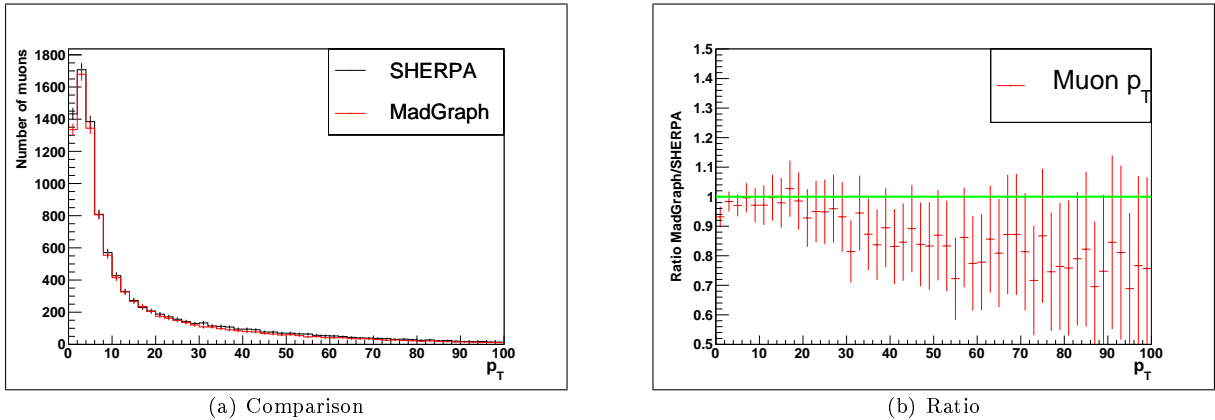 Number of muons
1800
1600
1400
1200
1000
800
600
400
200
0
0 10 20 30 40 50 60 70 80 90 100
p_T
SHERPA
MadGraph
(a) Comparison
Ratio MadGraph/SHERPA
1.5
1.4
1.3
1.2
1.1
1
0.9
0.8
0.7
0.6
0.5
0 10 20 30 40 50 60 70 80 90 100
p_T
Muon p_T
(b) Ratio